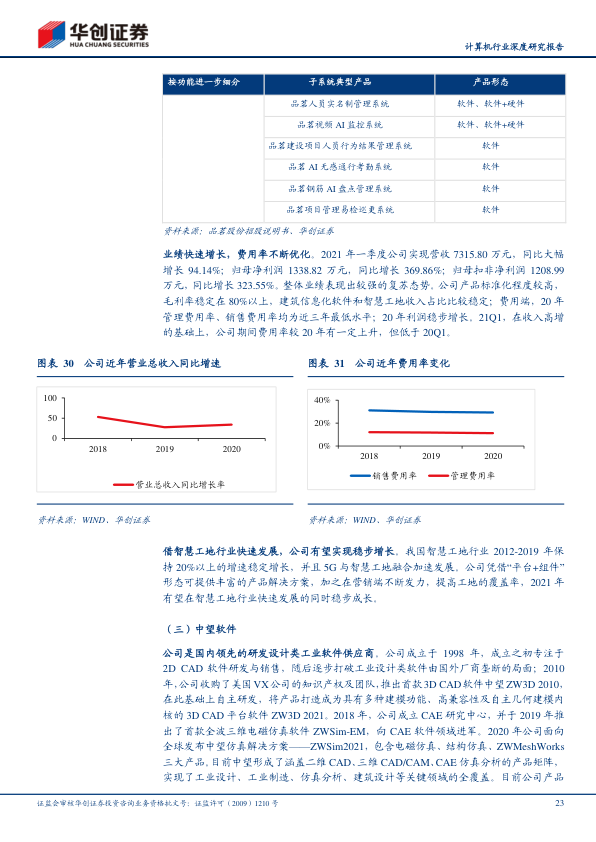 华创证券
HUA CHUANG SECURITIES
计算机行业深度研究报告
按功能进一步细分 子系统典型产品 产品形态
品茗人员实名制管理系统 软件、软件+硬件
品茗视频 AI 监控系统 软件、软件+硬件
品茗建设项目人员行为结果管理系统 软件
品茗 AI 无感通行考勤系统 软件
品茗钢筋 AI 盘点管理系统 软件
品茗项目管理易检巡更系统 软件
资料来源：品茗股份招股说明书、华创证券
业绩快速增长，费用率不断优化。2021 年一季度公司实现营收 7315.80 万元，同比大幅
增长 94.14%；归母净利润 1338.82 万元，同比增长 369.86%；归母扣非净利润 1208.99
万元，同比增长 323.55%。整体业绩表现出较强的复苏态势。公司产品标准化程度较高，
毛利率稳定在 80%以上，建筑信息化软件和智慧工地收入占比比较稳定；费用端，20 年
管理费用率、销售费用率均为近三年最低水平；20 年利润稳步增长。21Q1，在收入高增
的基础上，公司期间费用率较 20 年有一定上升，但低于 20Q1。
图表 30 公司近年营业总收入同比增速
100
50
0
2018 2019 2020
营业总收入同比增长率
资料来源：WIND、华创证券
图表 31 公司近年费用率变化
40%
20%
0%
2018 2019 2020
销售费用率 管理费用率
资料来源：WIND、华创证券
借智慧工地行业快速发展，公司有望实现稳步增长。我国智慧工地行业 2012-2019 年保
持 20%以上的增速稳定增长，并且 5G 与智慧工地融合加速发展。公司凭借“平台+组件”
形态可提供丰富的产品解决方案，加之在营销端不断发力，提高工地的覆盖率，2021 年
有望在智慧工地行业快速发展的同时稳步成长。
（三）中望软件
公司是国内领先的研发设计类工业软件供应商。公司成立于 1998 年，成立之初专注于
2D CAD 软件研发与销售，随后逐步打破工业设计类软件由国外厂商垄断的局面；2010
年，公司收购了美国 VX 公司的知识产权及团队，推出首款 3D CAD 软件中望 ZW3D 2010，
在此基础上自主研发，将产品打造成为具有多种建模功能、高兼容性及自主几何建模内
核的 3D CAD 平台软件 ZW3D 2021。2018 年，公司成立 CAE 研究中心，并于 2019 年推
出了首款全波三维电磁仿真软件 ZWSim-EM，向 CAE 软件领域进军。2020 年公司面向
全球发布中望仿真解决方案——ZWSim2021，包含电磁仿真、结构仿真，ZWMeshWorks
三大产品。目前中望形成了涵盖二维 CAD、三维 CAD/CAM、CAE 仿真分析的产品矩阵，
实现了工业设计、工业制造、仿真分析、建筑设计等关键领域的全覆盖。目前公司产品
证监会审核华创证券投资咨询业务资格批文号：证监许可（2009）1210 号 23